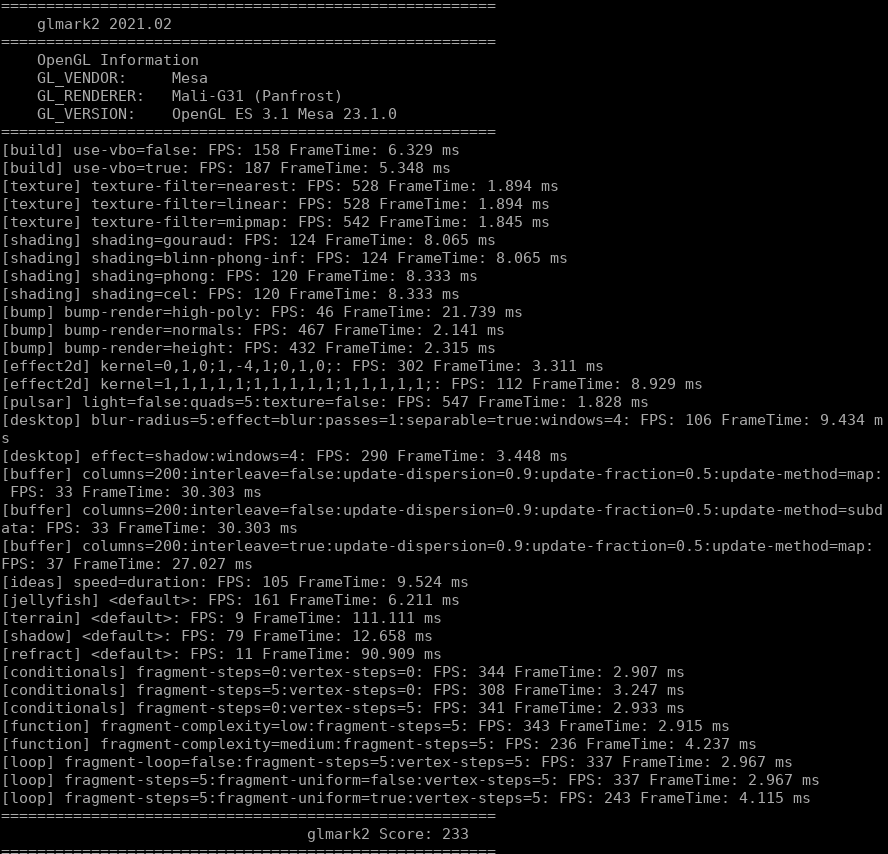 =======================================================
    glmark2 2021.02
=======================================================
    OpenGL Information
    GL_VENDOR:     Mesa
    GL_RENDERER:   Mali-G31 (Panfrost)
    GL_VERSION:    OpenGL ES 3.1 Mesa 23.1.0
=======================================================
[build] use-vbo=false: FPS: 158 FrameTime: 6.329 ms
[build] use-vbo=true: FPS: 187 FrameTime: 5.348 ms
[texture] texture-filter=nearest: FPS: 528 FrameTime: 1.894 ms
[texture] texture-filter=linear: FPS: 528 FrameTime: 1.894 ms
[texture] texture-filter=mipmap: FPS: 542 FrameTime: 1.845 ms
[shading] shading=gouraud: FPS: 124 FrameTime: 8.065 ms
[shading] shading=blinn-phong-inf: FPS: 124 FrameTime: 8.065 ms
[shading] shading=phong: FPS: 120 FrameTime: 8.333 ms
[shading] shading=cel: FPS: 120 FrameTime: 8.333 ms
[bump] bump-render=high-poly: FPS: 46 FrameTime: 21.739 ms
[bump] bump-render=normals: FPS: 467 FrameTime: 2.141 ms
[bump] bump-render=height: FPS: 432 FrameTime: 2.315 ms
[effect2d] kernel=0,1,0;1,-4,1;0,1,0;: FPS: 302 FrameTime: 3.311 ms
[effect2d] kernel=1,1,1,1,1;1,1,1,1,1;1,1,1,1,1;: FPS: 112 FrameTime: 8.929 ms
[pulsar] light=false:quads=5:texture=false: FPS: 547 FrameTime: 1.828 ms
[desktop] blur-radius=5:effect=blur:passes=1:separable=true:windows=4: FPS: 106 FrameTime: 9.434 m
s
[desktop] effect=shadow:windows=4: FPS: 290 FrameTime: 3.448 ms
[buffer] columns=200:interleave=false:update-dispersion=0.9:update-fraction=0.5:update-method=map:
 FPS: 33 FrameTime: 30.303 ms
[buffer] columns=200:interleave=false:update-dispersion=0.9:update-fraction=0.5:update-method=subd
ata: FPS: 33 FrameTime: 30.303 ms
[buffer] columns=200:interleave=true:update-dispersion=0.9:update-fraction=0.5:update-method=map:
FPS: 37 FrameTime: 27.027 ms
[ideas] speed=duration: FPS: 105 FrameTime: 9.524 ms
[jellyfish] <default>: FPS: 161 FrameTime: 6.211 ms
[terrain] <default>: FPS: 9 FrameTime: 111.111 ms
[shadow] <default>: FPS: 79 FrameTime: 12.658 ms
[refract] <default>: FPS: 11 FrameTime: 90.909 ms
[conditionals] fragment-steps=0:vertex-steps=0: FPS: 344 FrameTime: 2.907 ms
[conditionals] fragment-steps=5:vertex-steps=0: FPS: 308 FrameTime: 3.247 ms
[conditionals] fragment-steps=0:vertex-steps=5: FPS: 341 FrameTime: 2.933 ms
[function] fragment-complexity=low:fragment-steps=5: FPS: 343 FrameTime: 2.915 ms
[function] fragment-complexity=medium:fragment-steps=5: FPS: 236 FrameTime: 4.237 ms
[loop] fragment-loop=false:fragment-steps=5:vertex-steps=5: FPS: 337 FrameTime: 2.967 ms
[loop] fragment-steps=5:fragment-uniform=false:vertex-steps=5: FPS: 337 FrameTime: 2.967 ms
[loop] fragment-steps=5:fragment-uniform=true:vertex-steps=5: FPS: 243 FrameTime: 4.115 ms
=======================================================
                                  glmark2 Score: 233
=======================================================